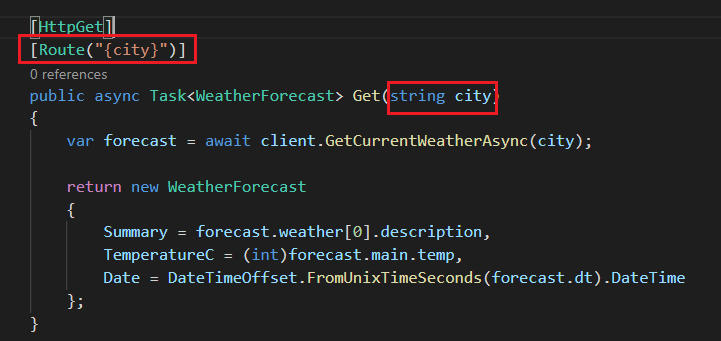 [HttpGet]
[Route("{city}")]
0 references
public async Task<WeatherForecast> Get(string city)
{
var forecast = await client.GetCurrentWeatherAsync(city);
return new WeatherForecast
{
Summary = forecast.weather[0].description,
TemperatureC = (int)forecast.main.temp,
Date = DateTimeOffset.FromUnixTimeSeconds(forecast.dt).DateTime
};
}